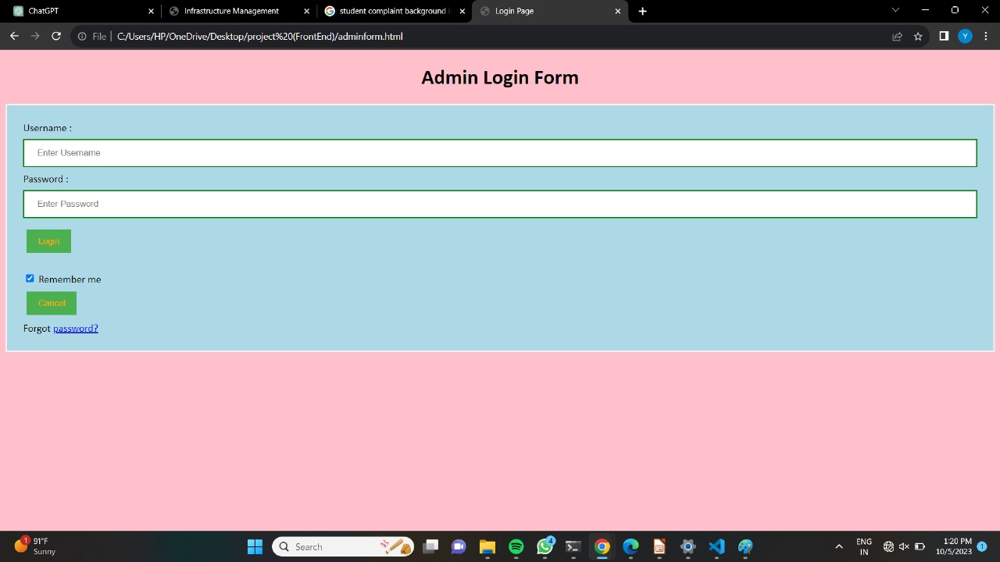 ChatGPT
Infrastructure Management
student complaint background i
Login Page
File
C:/Users/HP/OneDrive/Desktop/project%20(FrontEnd)/adminform.html
Y
Admin Login Form
Username :
Enter Username
Password :
Enter Password
Login
Remember me
Cancel
Forgot password?
1
91°F
Sunny
Search
4
ENG
IN
1:20 PM
10/5/2023
1